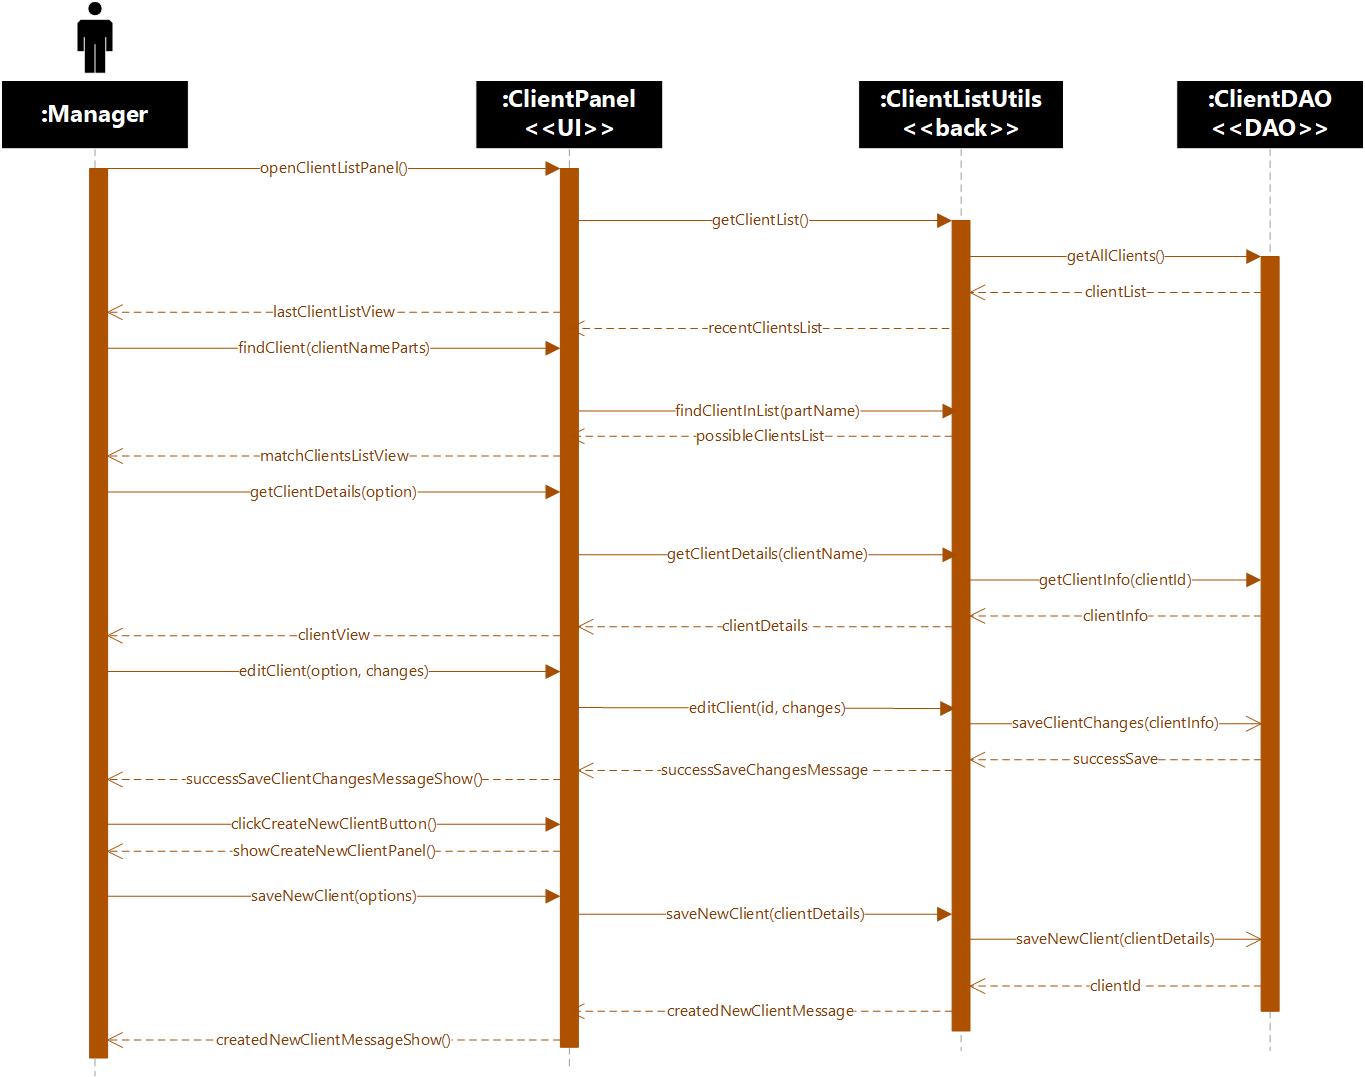 :Manager
:ClientPanel
<<UI>>
:ClientListUtils
<<back>>
:ClientDAO
<<DAO>>
openClientListPanel()
getClientList()
getAllClients()
clientList
lastClientListView
recentClientsList
findClient(clientNameParts)
findClientInList(partName)
possibleClientsList
matchClientsListView
getClientDetails(option)
getClientDetails(clientName)
getClientInfo(clientId)
clientInfo
clientDetails
clientView
editClient(option, changes)
editClient(id, changes)
saveClientChanges(clientInfo)
successSave
successSaveChangesMessage
successSaveClientChangesMessageShow()
clickCreateNewClientButton()
showCreateNewClientPanel()
saveNewClient(options)
saveNewClient(clientDetails)
saveNewClient(clientDetails)
clientId
createdNewClientMessage
createdNewClientMessageShow()